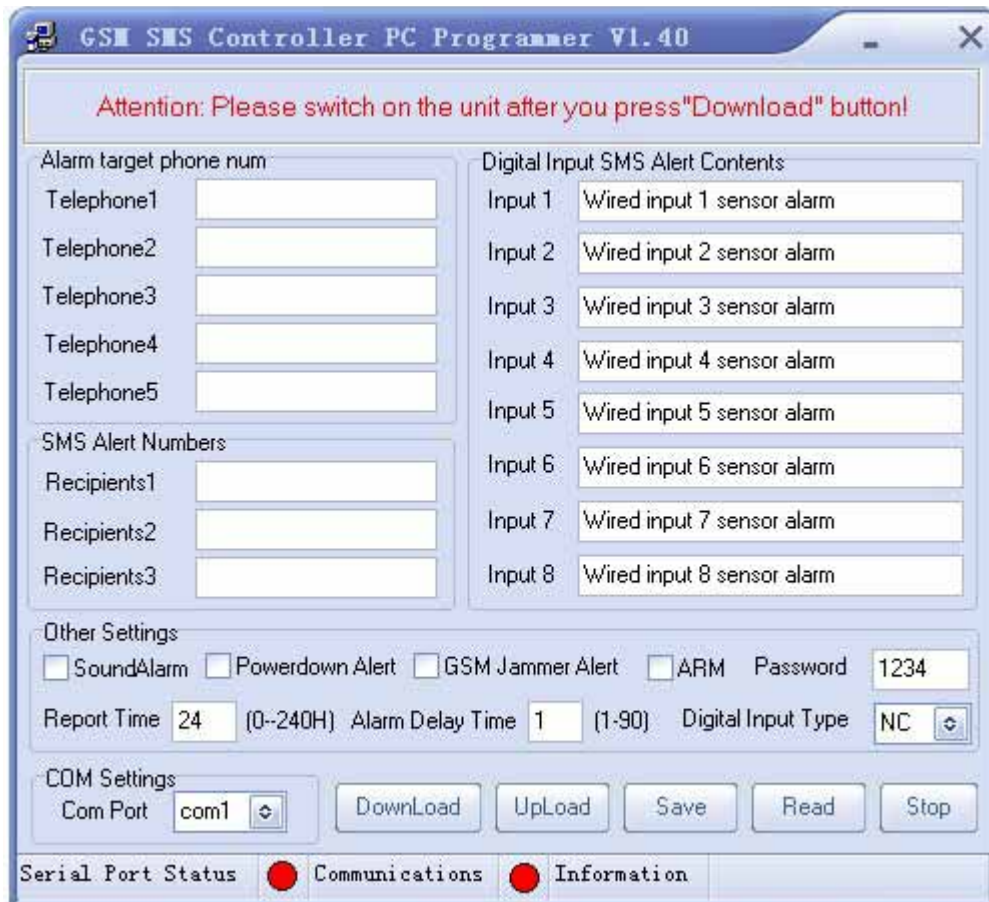 GSM SMS Controller PC Programmer V1.40
Attention: Please switch on the unit after you press"Download" button!
Alarm target phone num
Telephone1
Telephone2
Telephone3
Telephone4
Telephone5
SMS Alert Numbers
Recipients1
Recipients2
Recipients3
Digital Input SMS Alert Contents
Input 1 Wired input 1 sensor alarm
Input 2 Wired input 2 sensor alarm
Input 3 Wired input 3 sensor alarm
Input 4 Wired input 4 sensor alarm
Input 5 Wired input 5 sensor alarm
Input 6 Wired input 6 sensor alarm
Input 7 Wired input 7 sensor alarm
Input 8 Wired input 8 sensor alarm
Other Settings
SoundAlarm Powerdown Alert GSM Jammer Alert ARM Password 1234
Report Time 24 (0--240H) Alarm Delay Time 1 (1-90) Digital Input Type NC
COM Settings
Com Port com1 DownLoad UpLoad Save Read Stop
Serial Port Status Communications Information